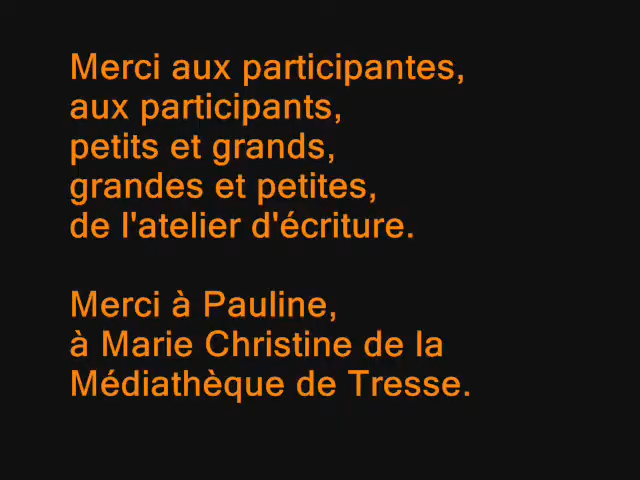 Merci aux participantes,
aux participants,
petits et grands,
grandes et petites,
de l'atelier d'écriture.
Merci à Pauline,
à Marie Christine de la
Médiathèque de Tresse.